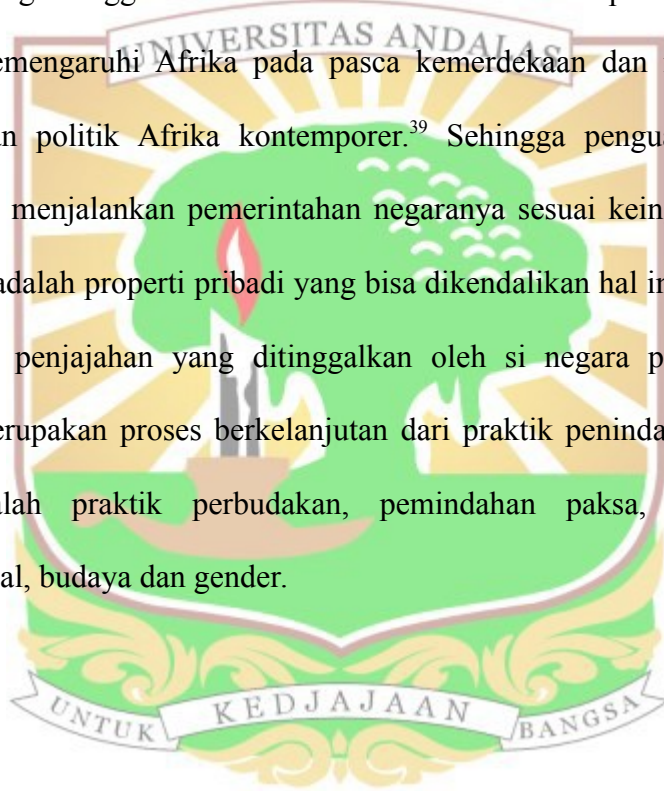 UNIVERSITAS ANDALAS
emengaruhi Afrika pada pasca kemerdekaan dan
n politik Afrika kontemporer.³⁹ Sehingga pengua
menjalankan pemerintahan negaranya sesuai kein
adalah properti pribadi yang bisa dikendalikan hal in
penjajahan yang ditinggalkan oleh si negara p
erupakan proses berkelanjutan dari praktik peninda
lah praktik perbudakan, pemindahan paksa,
al, budaya dan gender.
UNTUK KEDJAJAAN BANGSA